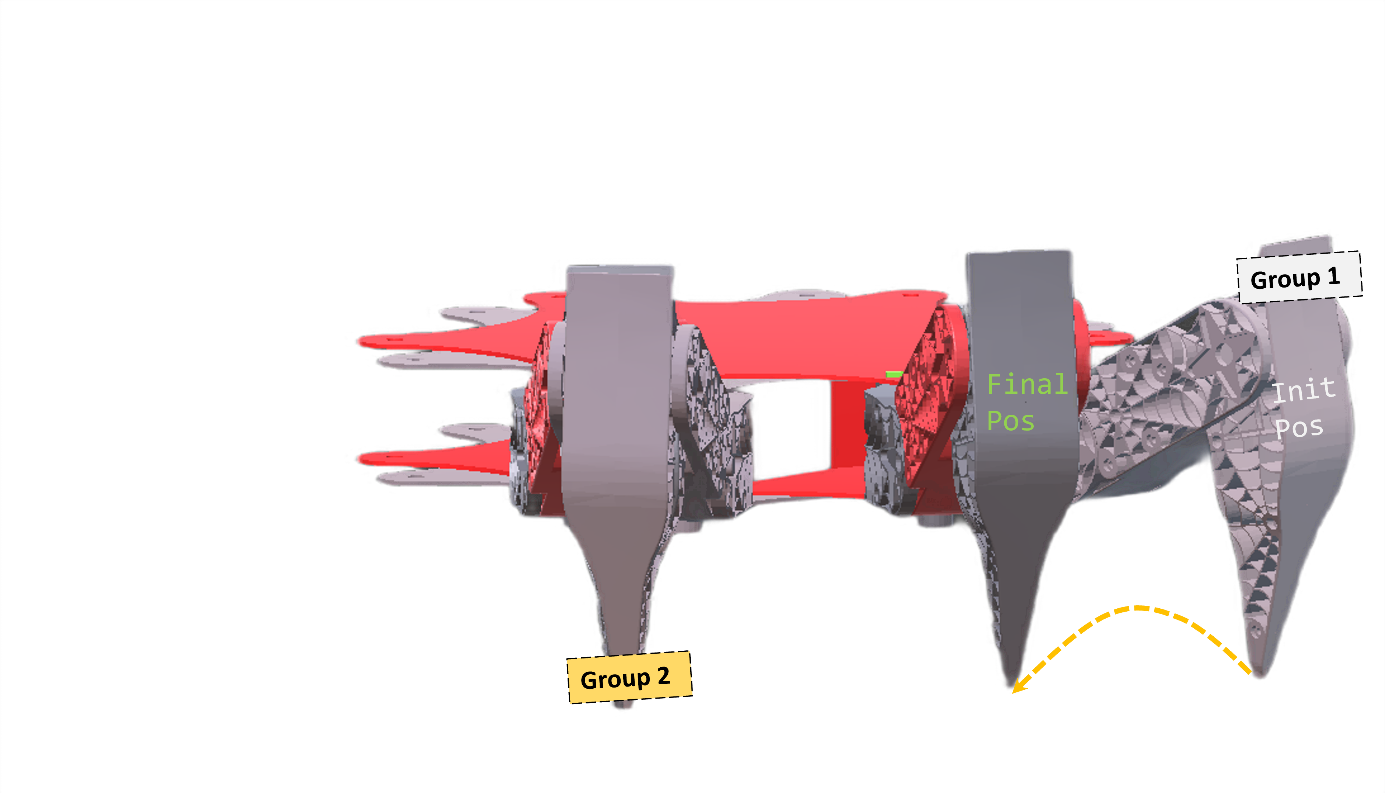 Group 1
Final
Pos
Init
Pos
Group 2